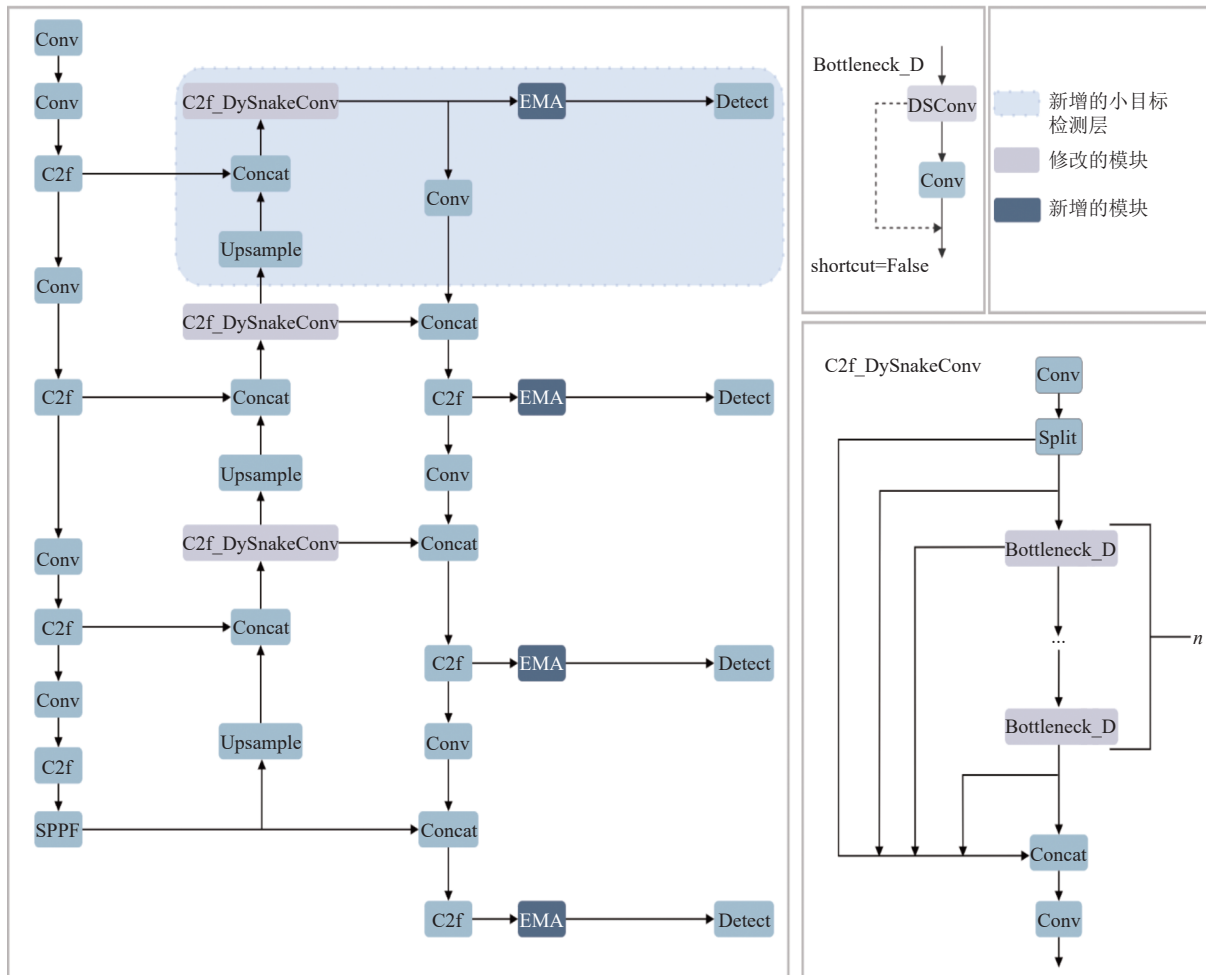 Conv
Conv
C2f
Conv
C2f
Conv
C2f
Conv
C2f
SPPF
C2f_DySnakeConv
Concat
Upsample
C2f_DySnakeConv
Concat
Upsample
C2f_DySnakeConv
Concat
Upsample
EMA
Detect
Conv
Concat
C2f
EMA
Detect
Conv
Concat
C2f
EMA
Detect
Conv
Concat
C2f
EMA
Detect
Bottleneck_D
DSConv
Conv
shortcut=False
新增的小目标
检测层
修改的模块
新增的模块
C2f_DySnakeConv
Conv
Split
Bottleneck_D
...
n
Bottleneck_D
Concat
Conv